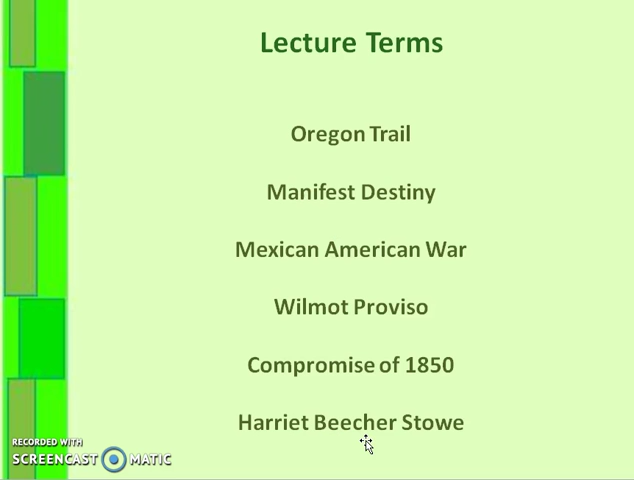 Lecture Terms
Oregon Trail
Manifest Destiny
Mexican American War
Wilmot Proviso
Compromise of 1850
Harriet Beecher Stowe
RECORDED WITH
SCREENCAST MATIC